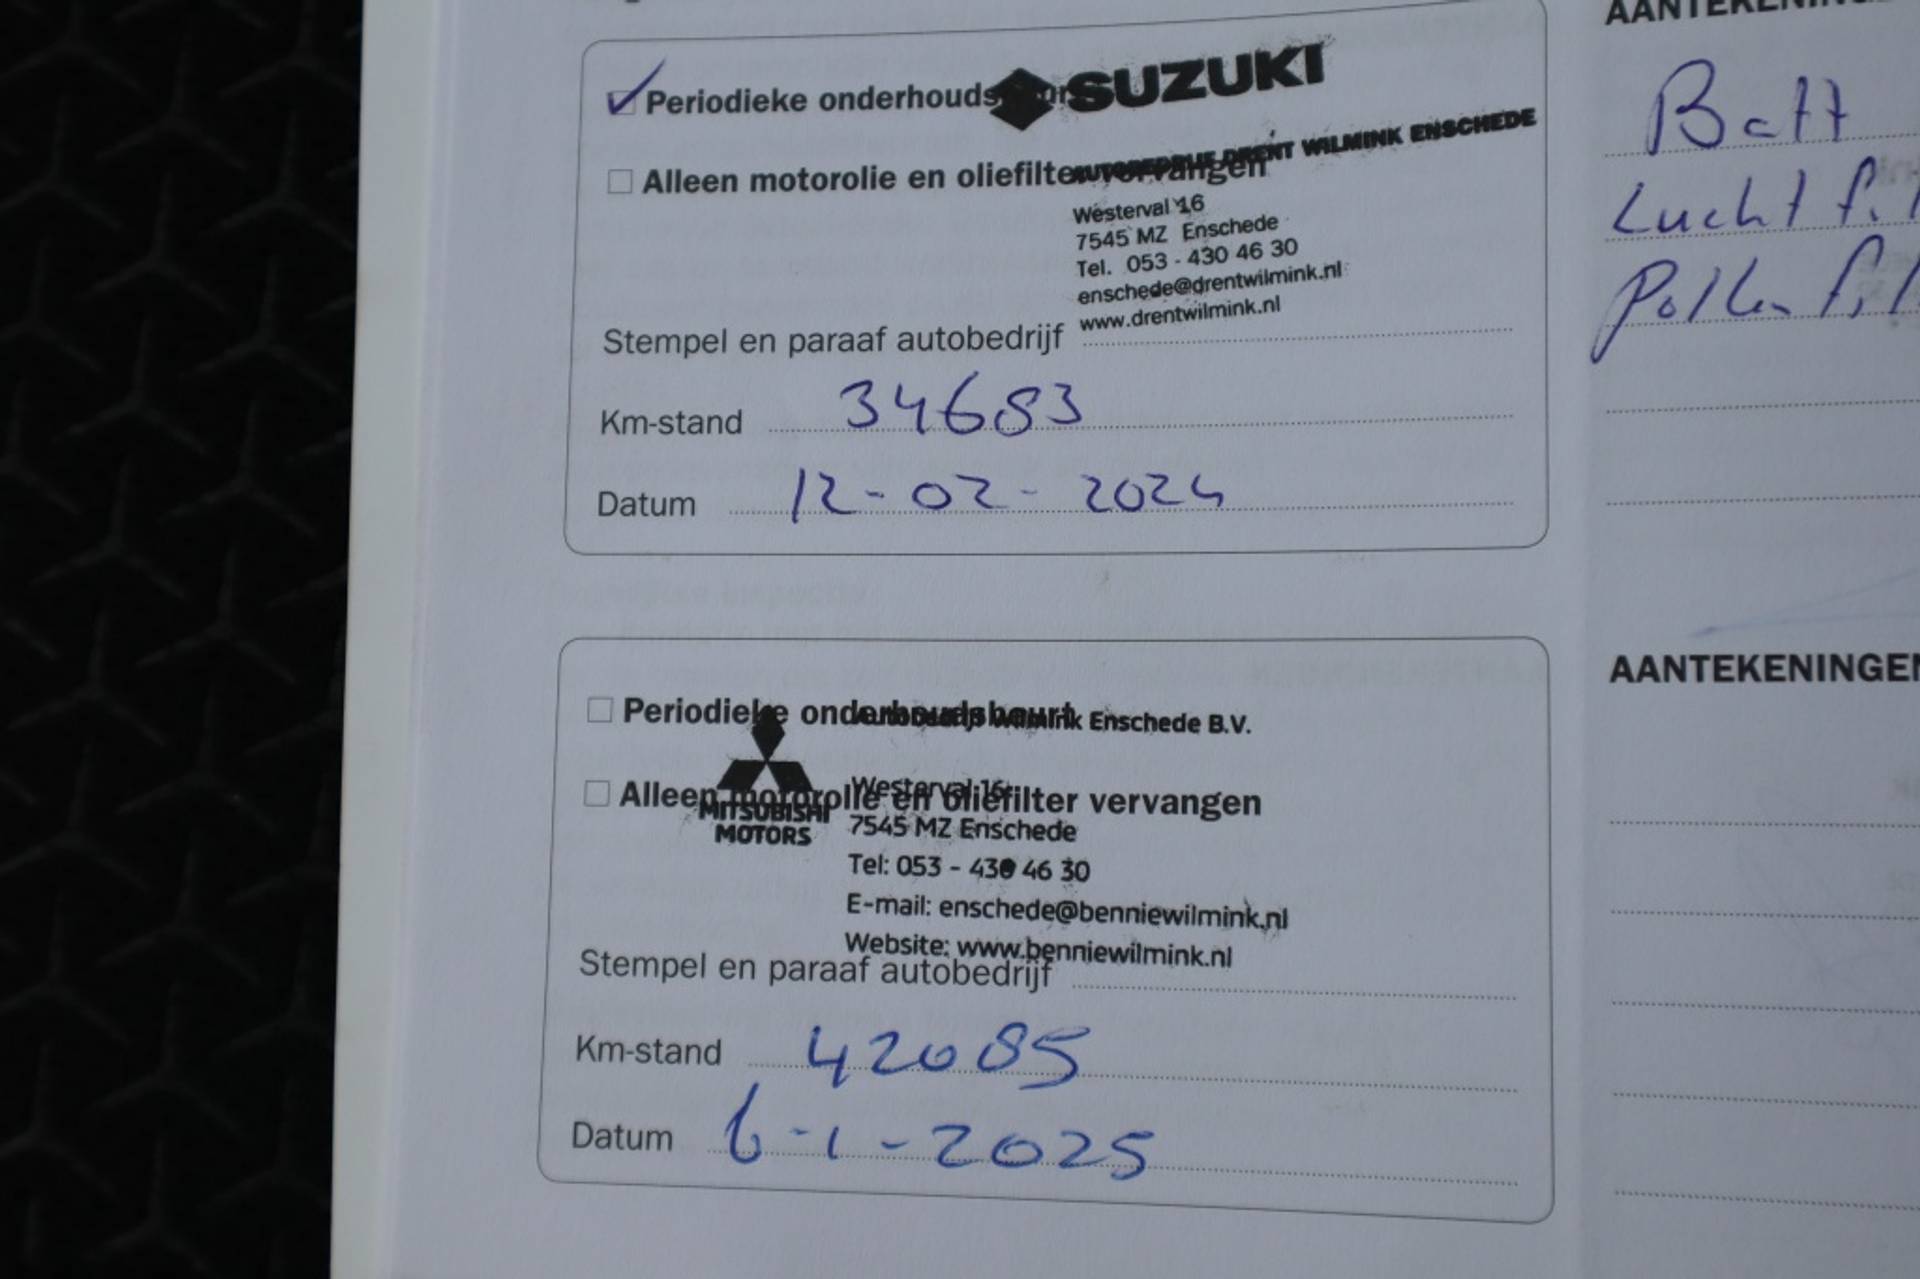 Periodieke onderhouds
SUZUKI
AUTOBEDRIJF DRENT WILMINK ENSCHEDE
Alleen motorolie en oliefilter vervangen
Westerval 16
7545 MZ Enschede
Tel. 053 - 430 46 30
enschede@drentwilmink.nl
www.drentwilmink.nl
Stempel en paraaf autobedrijf
Km-stand 34683
Datum 12-02-2024
Batt
Lucht fil
pollen fil
Periodieke onderhoudsbeurt
Wilmink Enschede B.V.
Alleen motorolie en oliefilter vervangen
MITSUBISHI
MOTORS
Westerval 16
7545 MZ Enschede
Tel: 053 - 430 46 30
E-mail: enschede@benniewilmink.nl
Website: www.benniewilmink.nl
Stempel en paraaf autobedrijf
Km-stand 42085
Datum 6-1-2025
AANTEKENINGEN